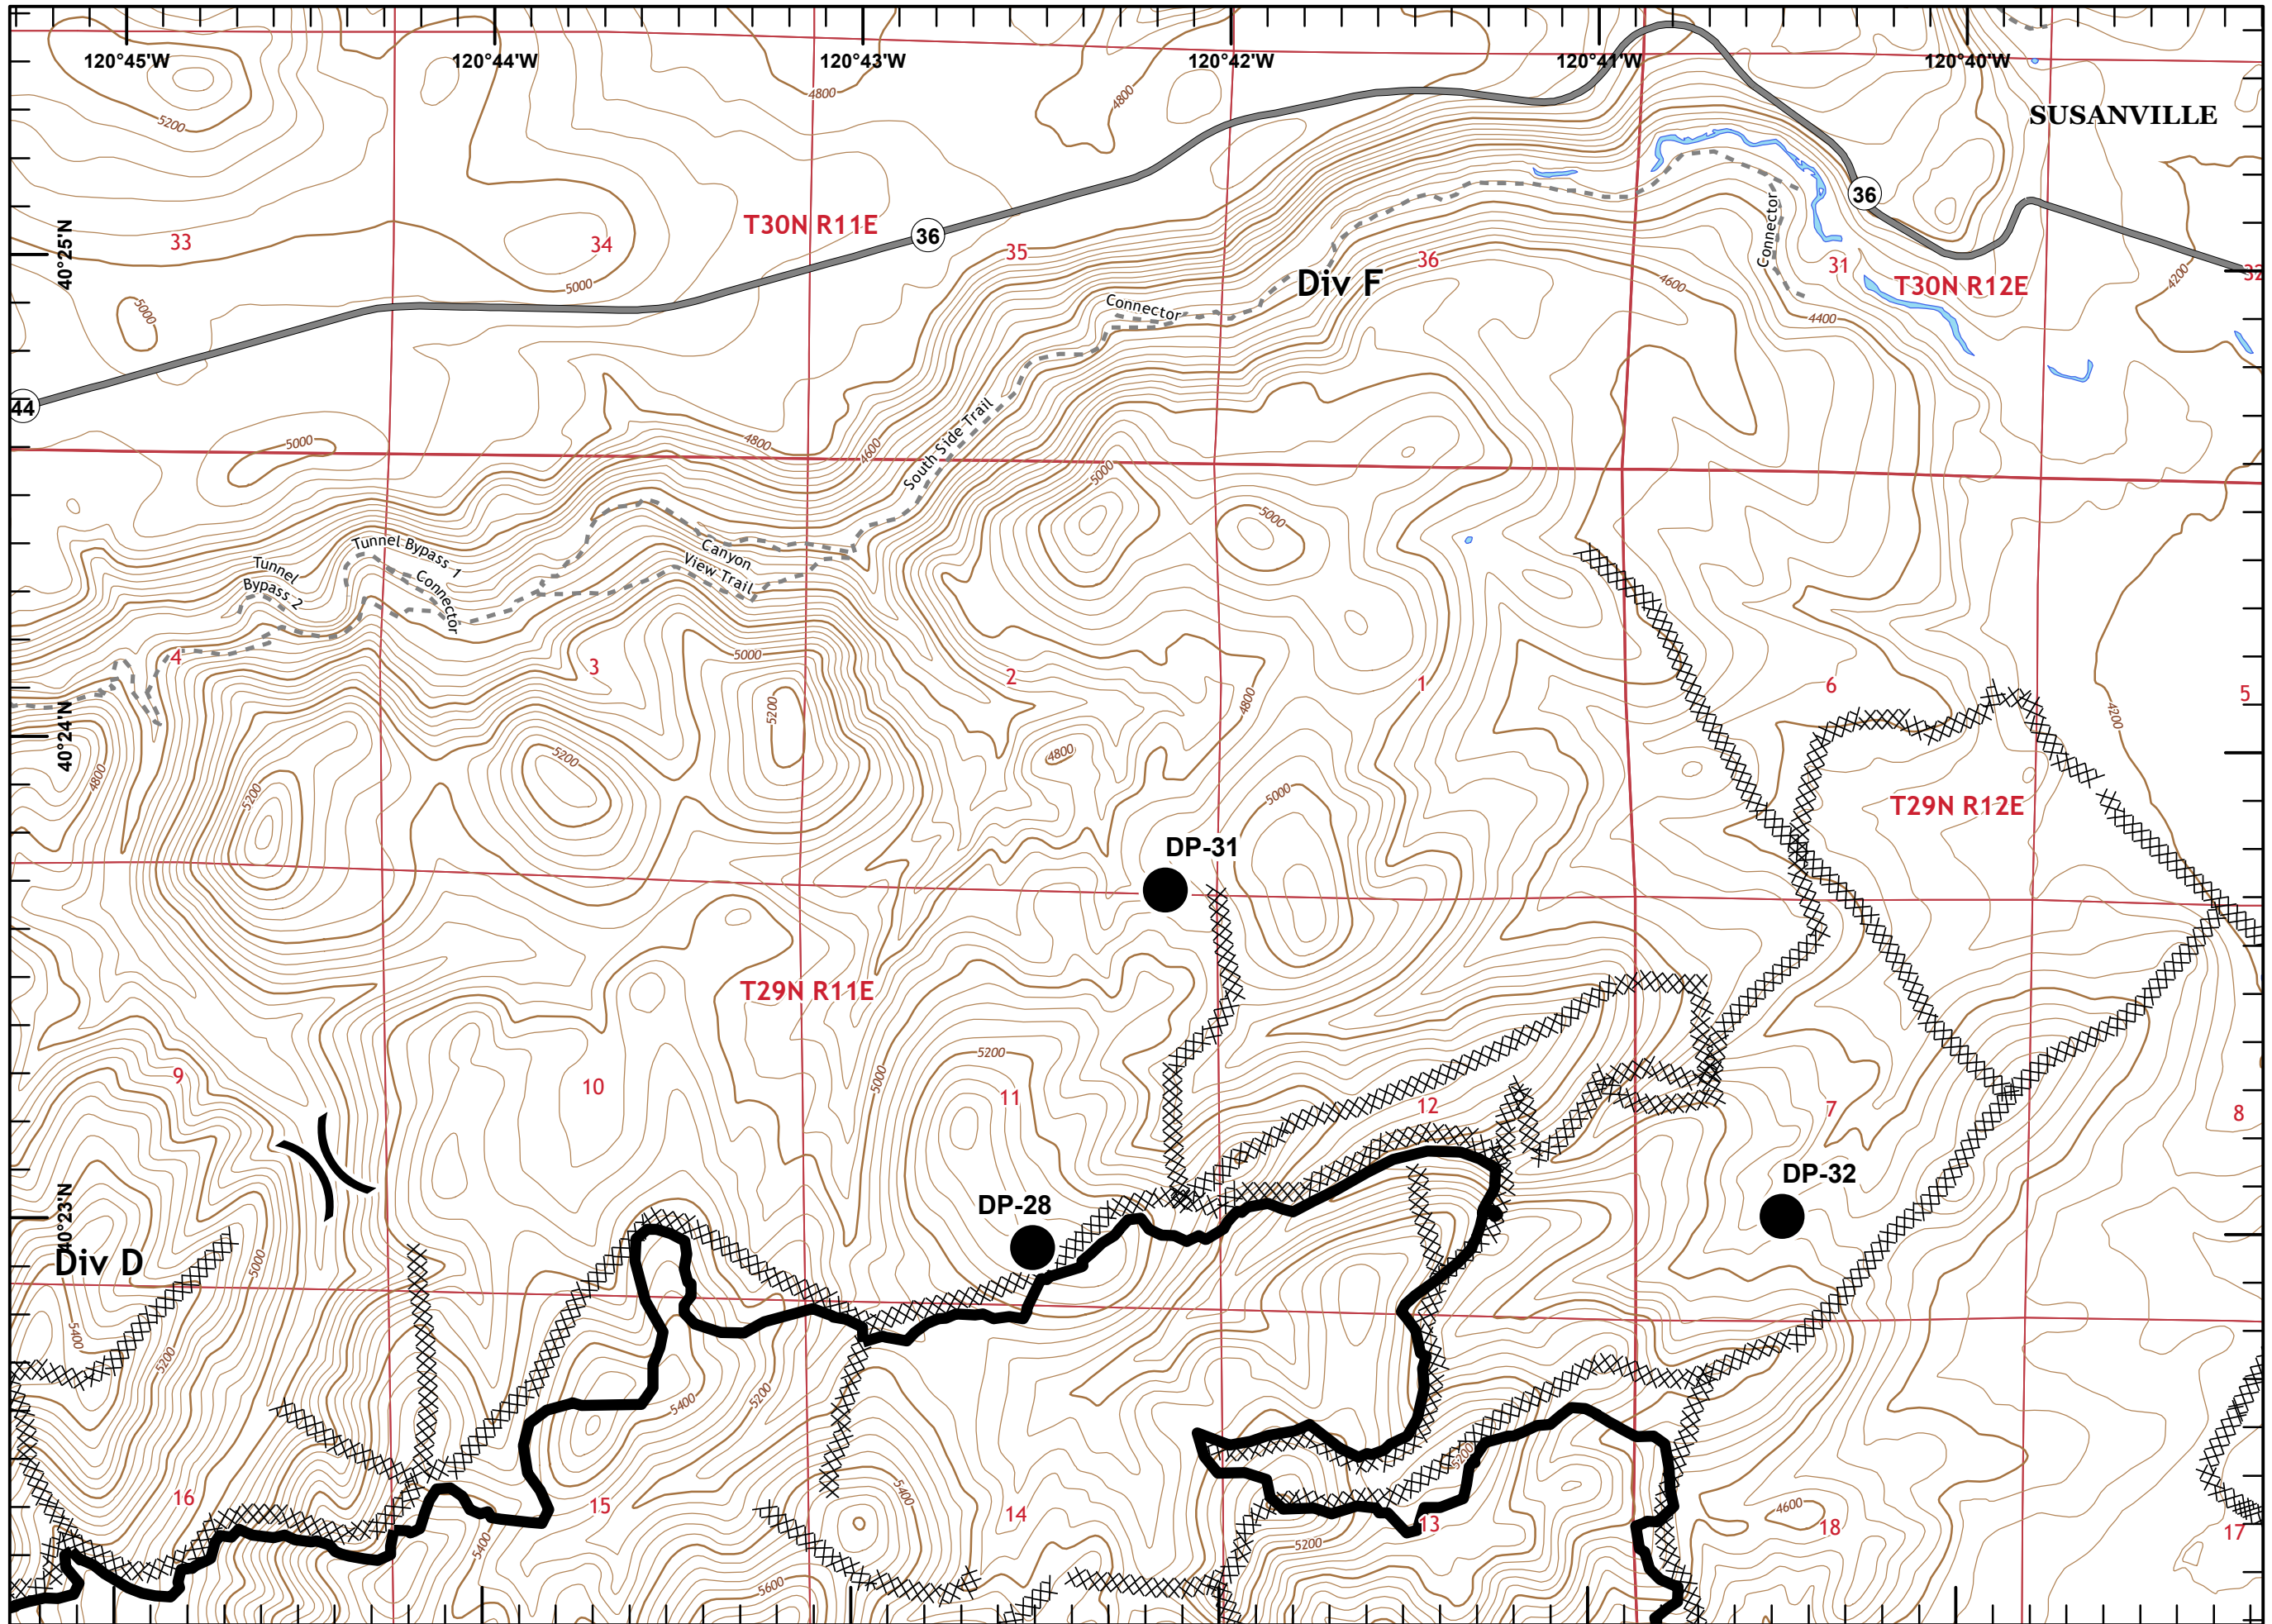 120°45'W
120°44'W
120°43'W
120°42'W
120°41'W
120°40'W
SUSANVILLE
4800
4800
5200
36
T30N R11E
33
34
36
35
36
Div F
31
T30N R12E
32
4200
40°25'N
5000
5000
Connector
4600
4400
Connector
44
5000
4800
4600
South Side Trail
5000
5000
Tunnel Bypass 1
Tunnel
Bypass 2
Connector
Canyon
View Trail
4
3
5000
2
1
6
5
4800
5200
4200
40°24'N
4800
5200
5200
4800
5000
T29N R12E
DP-31
T29N R11E
5200
5000
9
10
11
12
7
8
DP-32
DP-28
40°23'N
Div D
5000
5400
5200
5400
5200
5200
5400
16
15
14
13
18
17
4600
5400
5200
5600